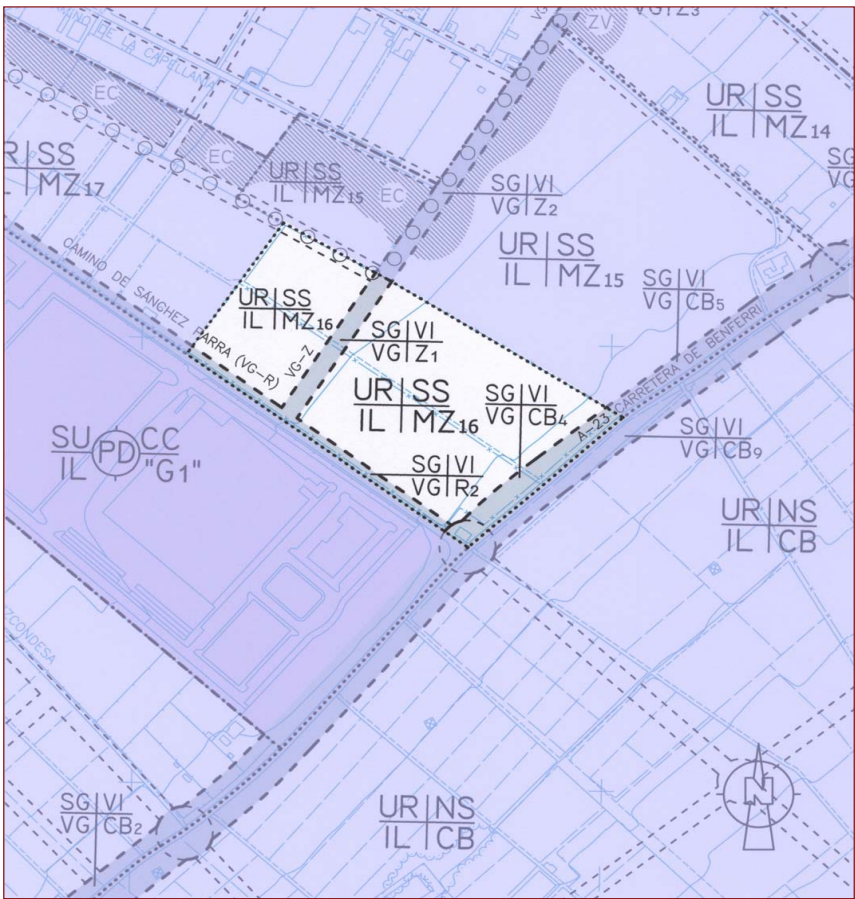 CAMINO DE LA CAPELLANIA
VG
ZV
VG Z3
EC
UR SS
IL MZ14
R SS
L MZ17
EC
UR SS
IL MZ15
EC
SG VI
VG Z2
SG
VG
UR SS
IL MZ15
SG VI
VG CB5
CAMINO DE SÁNCHEZ PARRA (VG-R)
UR SS
IL MZ16
VG-Z
SG VI
VG Z1
A-23 CARRETERA DE BENFERRI
UR SS
IL MZ16
SG VI
VG CB4
SU PD CC
IL "G1"
SG VI
VG R2
SG VI
VG CB9
UR NS
IL CB
ZCONDESA
SG VI
VG CB2
UR NS
IL CB
N